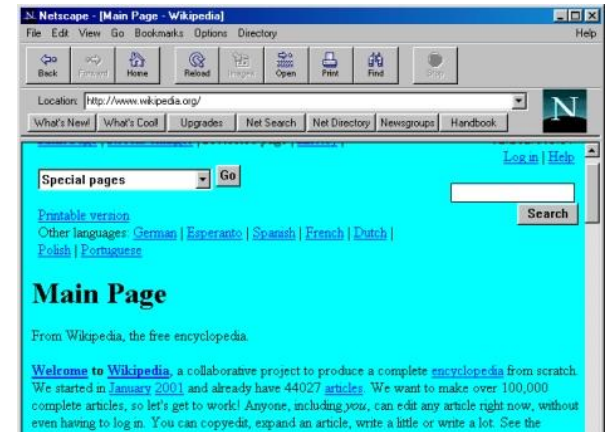 Netscape - [Main Page - Wikipedia]
File Edit View Go Bookmarks Options Directory Help
Back Forward Home Reload Images Open Print Find Stop
Location: http://www.wikipedia.org/
N
What's New! What's Cool! Upgrades Net Search Net Directory Newsgroups Handbook
Log in | Help
Special pages Go
Search
Printable version
Other languages: German | Esperanto | Spanish | French | Dutch |
Polish | Portuguese
Main Page
From Wikipedia, the free encyclopedia.
Welcome to Wikipedia, a collaborative project to produce a complete encyclopedia from scratch.
We started in January 2001 and already have 44027 articles. We want to make over 100,000
complete articles, so let's get to work! Anyone, including you, can edit any article right now, without
even having to log in. You can copyedit, expand an article, write a little or write a lot. See the